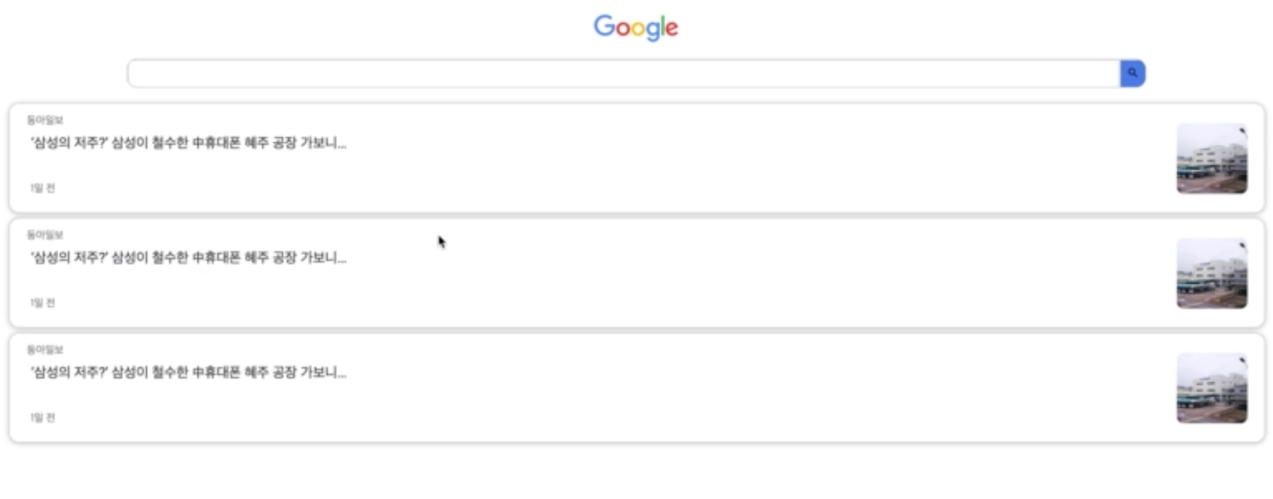 Google
동아일보
'삼성의 저주?' 삼성이 철수한 中휴대폰 혜주 공장 가보니...
1일 전
동아일보
'삼성의 저주?' 삼성이 철수한 中휴대폰 혜주 공장 가보니...
1일 전
동아일보
'삼성의 저주?' 삼성이 철수한 中휴대폰 혜주 공장 가보니...
1일 전